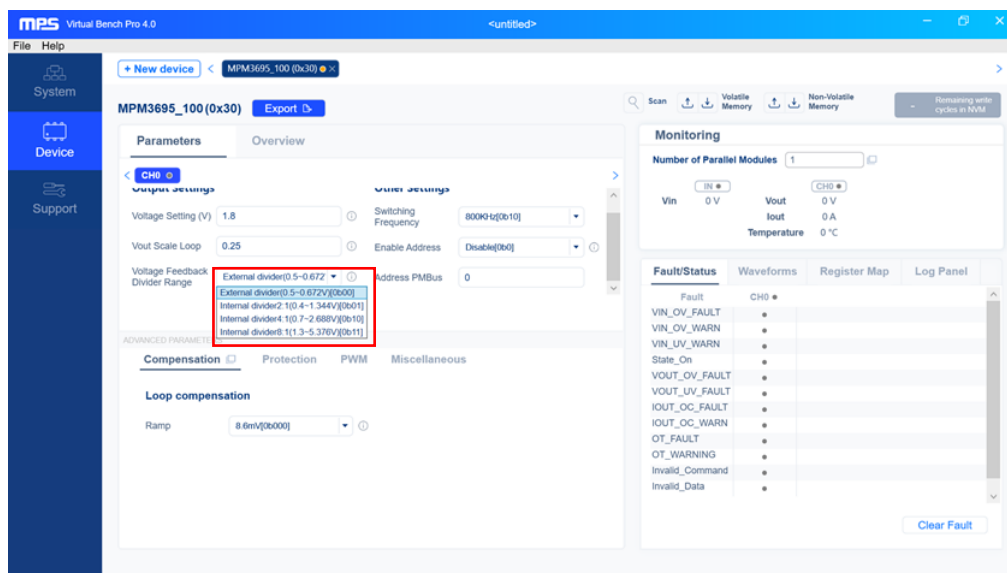 mps Virtual Bench Pro 4.0
<untitled>
File Help
System
Device
Support
+ New device
MPM3695_100 (0x30)
MPM3695_100 (0x30)
Export
Scan
Volatile Memory
Non-Volatile Memory
- Remaining write cycles in NVM
Parameters Overview
CH0
Output Settings
Voltage Setting (V) 1.8
Vout Scale Loop 0.25
Voltage Feedback Divider Range
External divider(0.5~0.672
External divider(0.5~0.672V)[0b00]
Internal divider2:1(0.4~1.344V)[0b01]
Internal divider4:1(0.7~2.688V)[0b10]
Internal divider8:1(1.3~5.376V)[0b11]
Other Settings
Switching Frequency 800KHz[0b10]
Enable Address Disable[0b0]
Address PMBus 0
ADVANCED PARAMETE
Compensation Protection PWM Miscellaneous
Loop compensation
Ramp 8.6mV[0b000]
Monitoring
Number of Parallel Modules 1
IN CH0
Vin 0 V Vout 0 V
Iout 0 A
Temperature 0 °C
Fault/Status Waveforms Register Map Log Panel
Fault CH0
VIN_OV_FAULT
VIN_OV_WARN
VIN_UV_WARN
State_On
VOUT_OV_FAULT
VOUT_UV_FAULT
IOUT_OC_FAULT
IOUT_OC_WARN
OT_FAULT
OT_WARNING
Invalid_Command
Invalid_Data
Clear Fault